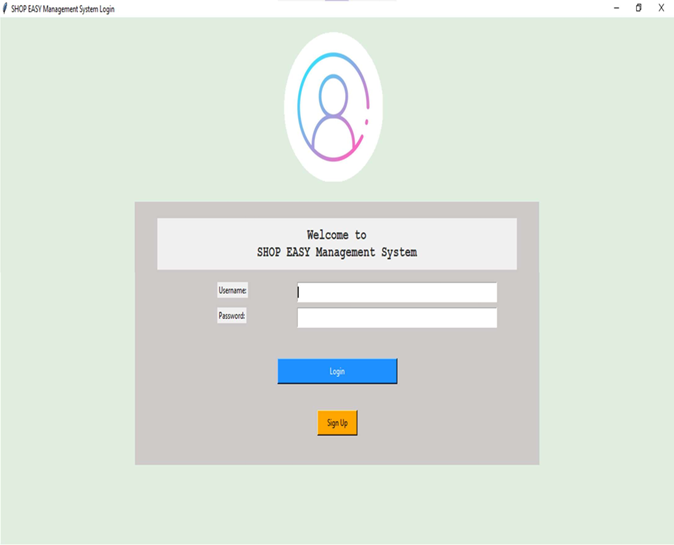 SHOP EASY Management System Login
Welcome to
SHOP EASY Management System
Username:
Password:
Login
Sign Up